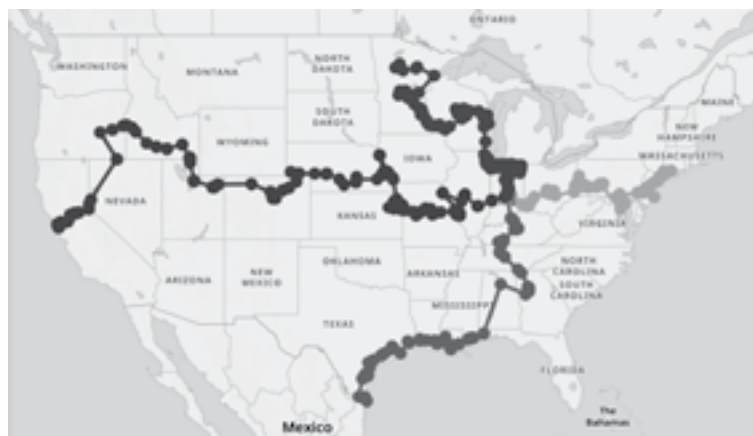 ONTARIO
WASHINGTON
MONTANA
NORTH
DAKOTA
MAINE
SOUTH
DAKOTA
NEW
HAMPSHIRE
MASSACHUSETTS
WYOMING
IOWA
NEVADA
KANSAS
VIRGINIA
OKLAHOMA
ARKANSAS
NORTH
CAROLINA
ARIZONA
NEW
MEXICO
SOUTH
CAROLINA
MISSISSIPPI
TEXAS
FLORIDA
Mexico
The
Bahamas